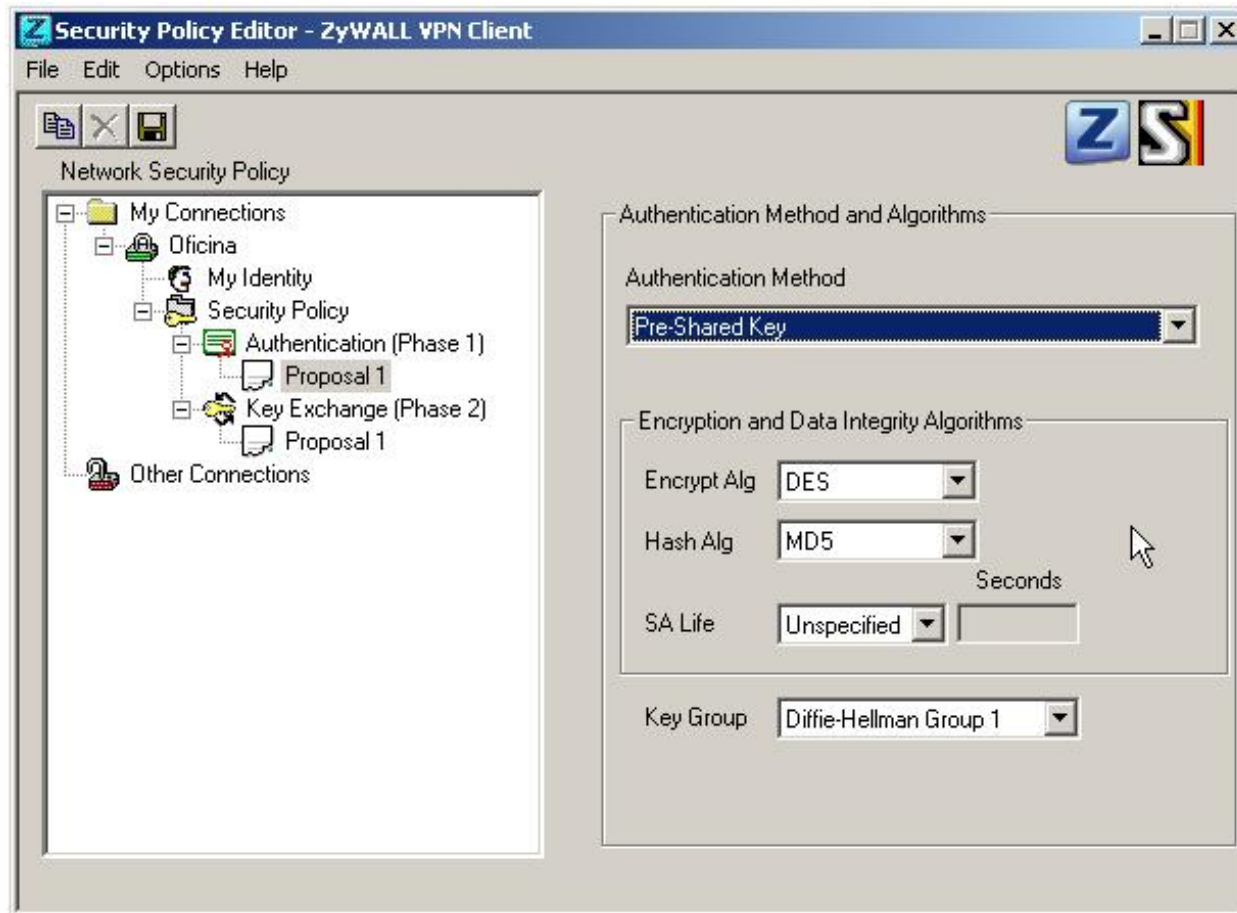 Security Policy Editor - ZyWALL VPN Client
File Edit Options Help
Network Security Policy
My Connections
Oficina
My Identity
Security Policy
Authentication (Phase 1)
Proposal 1
Key Exchange (Phase 2)
Proposal 1
Other Connections
Authentication Method and Algorithms
Authentication Method
Pre-Shared Key
Encryption and Data Integrity Algorithms
Encrypt Alg DES
Hash Alg MD5
Seconds
SA Life Unspecified
Key Group Diffie-Hellman Group 1